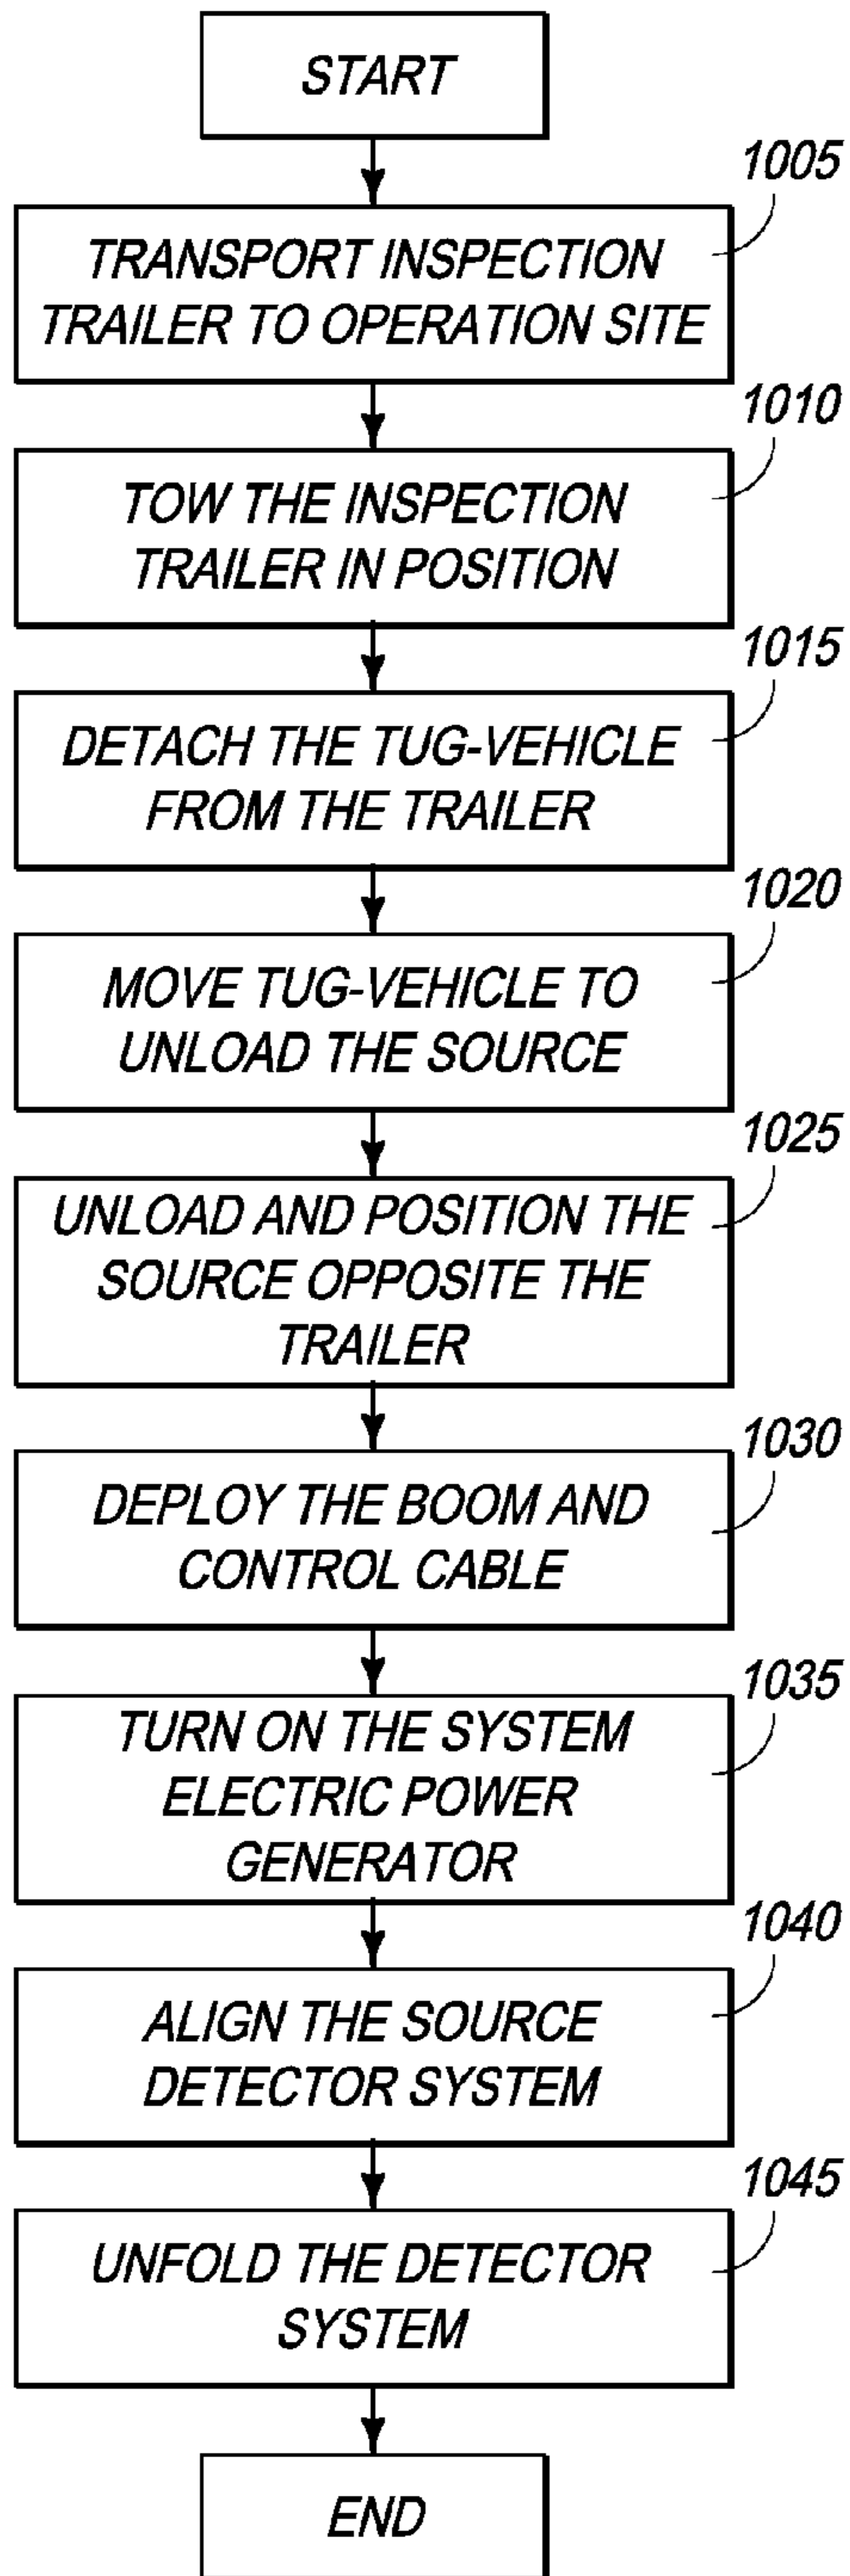 START
1005
TRANSPORT INSPECTION
TRAILER TO OPERATION SITE
1010
TOW THE INSPECTION
TRAILER IN POSITION
1015
DETACH THE TUG-VEHICLE
FROM THE TRAILER
1020
MOVE TUG-VEHICLE TO
UNLOAD THE SOURCE
1025
UNLOAD AND POSITION THE
SOURCE OPPOSITE THE
TRAILER
1030
DEPLOY THE BOOM AND
CONTROL CABLE
1035
TURN ON THE SYSTEM
ELECTRIC POWER
GENERATOR
1040
ALIGN THE SOURCE
DETECTOR SYSTEM
1045
UNFOLD THE DETECTOR
SYSTEM
END